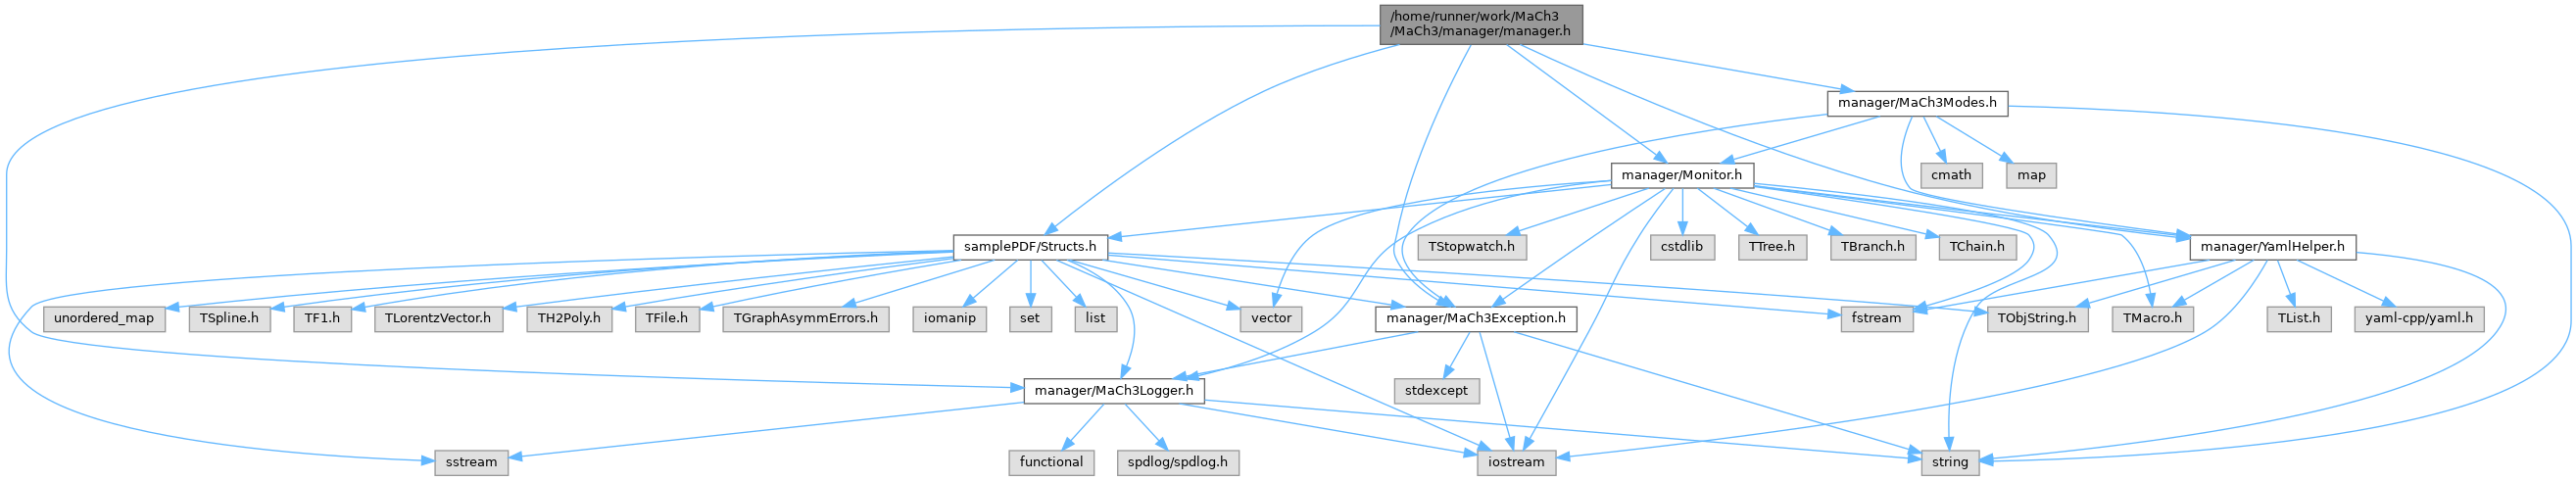 /home/runner/work/MaCh3
/MaCh3/manager/manager.h
manager/MaCh3Modes.h
manager/Monitor.h
cmath
map
samplePDF/Structs.h
TStopwatch.h
cstdlib
TTree.h
TBranch.h
TChain.h
manager/YamlHelper.h
unordered_map
TSpline.h
TF1.h
TLorentzVector.h
TH2Poly.h
TFile.h
TGraphAsymmErrors.h
iomanip
set
list
vector
manager/MaCh3Exception.h
fstream
TObjString.h
TMacro.h
TList.h
yaml-cpp/yaml.h
manager/MaCh3Logger.h
stdexcept
sstream
functional
spdlog/spdlog.h
iostream
string